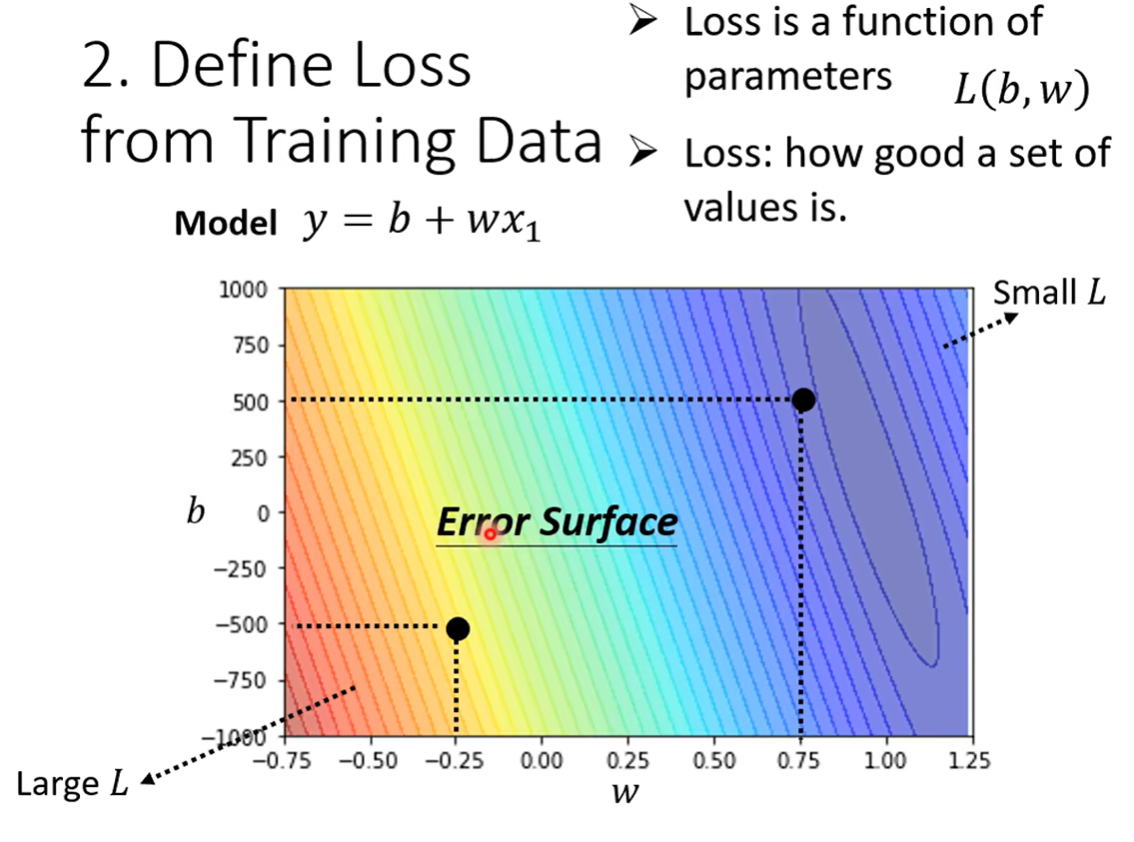 2. Define Loss
from Training Data
➢ Loss is a function of
parameters L(b, w)
➢ Loss: how good a set of
values is.
Model y = b + wx₁
Small L
1000
750
500
250
0
−250
−500
−750
−1000
b
Error Surface
Large L
−0.75 −0.50 −0.25 0.00 0.25 0.50 0.75 1.00 1.25
w